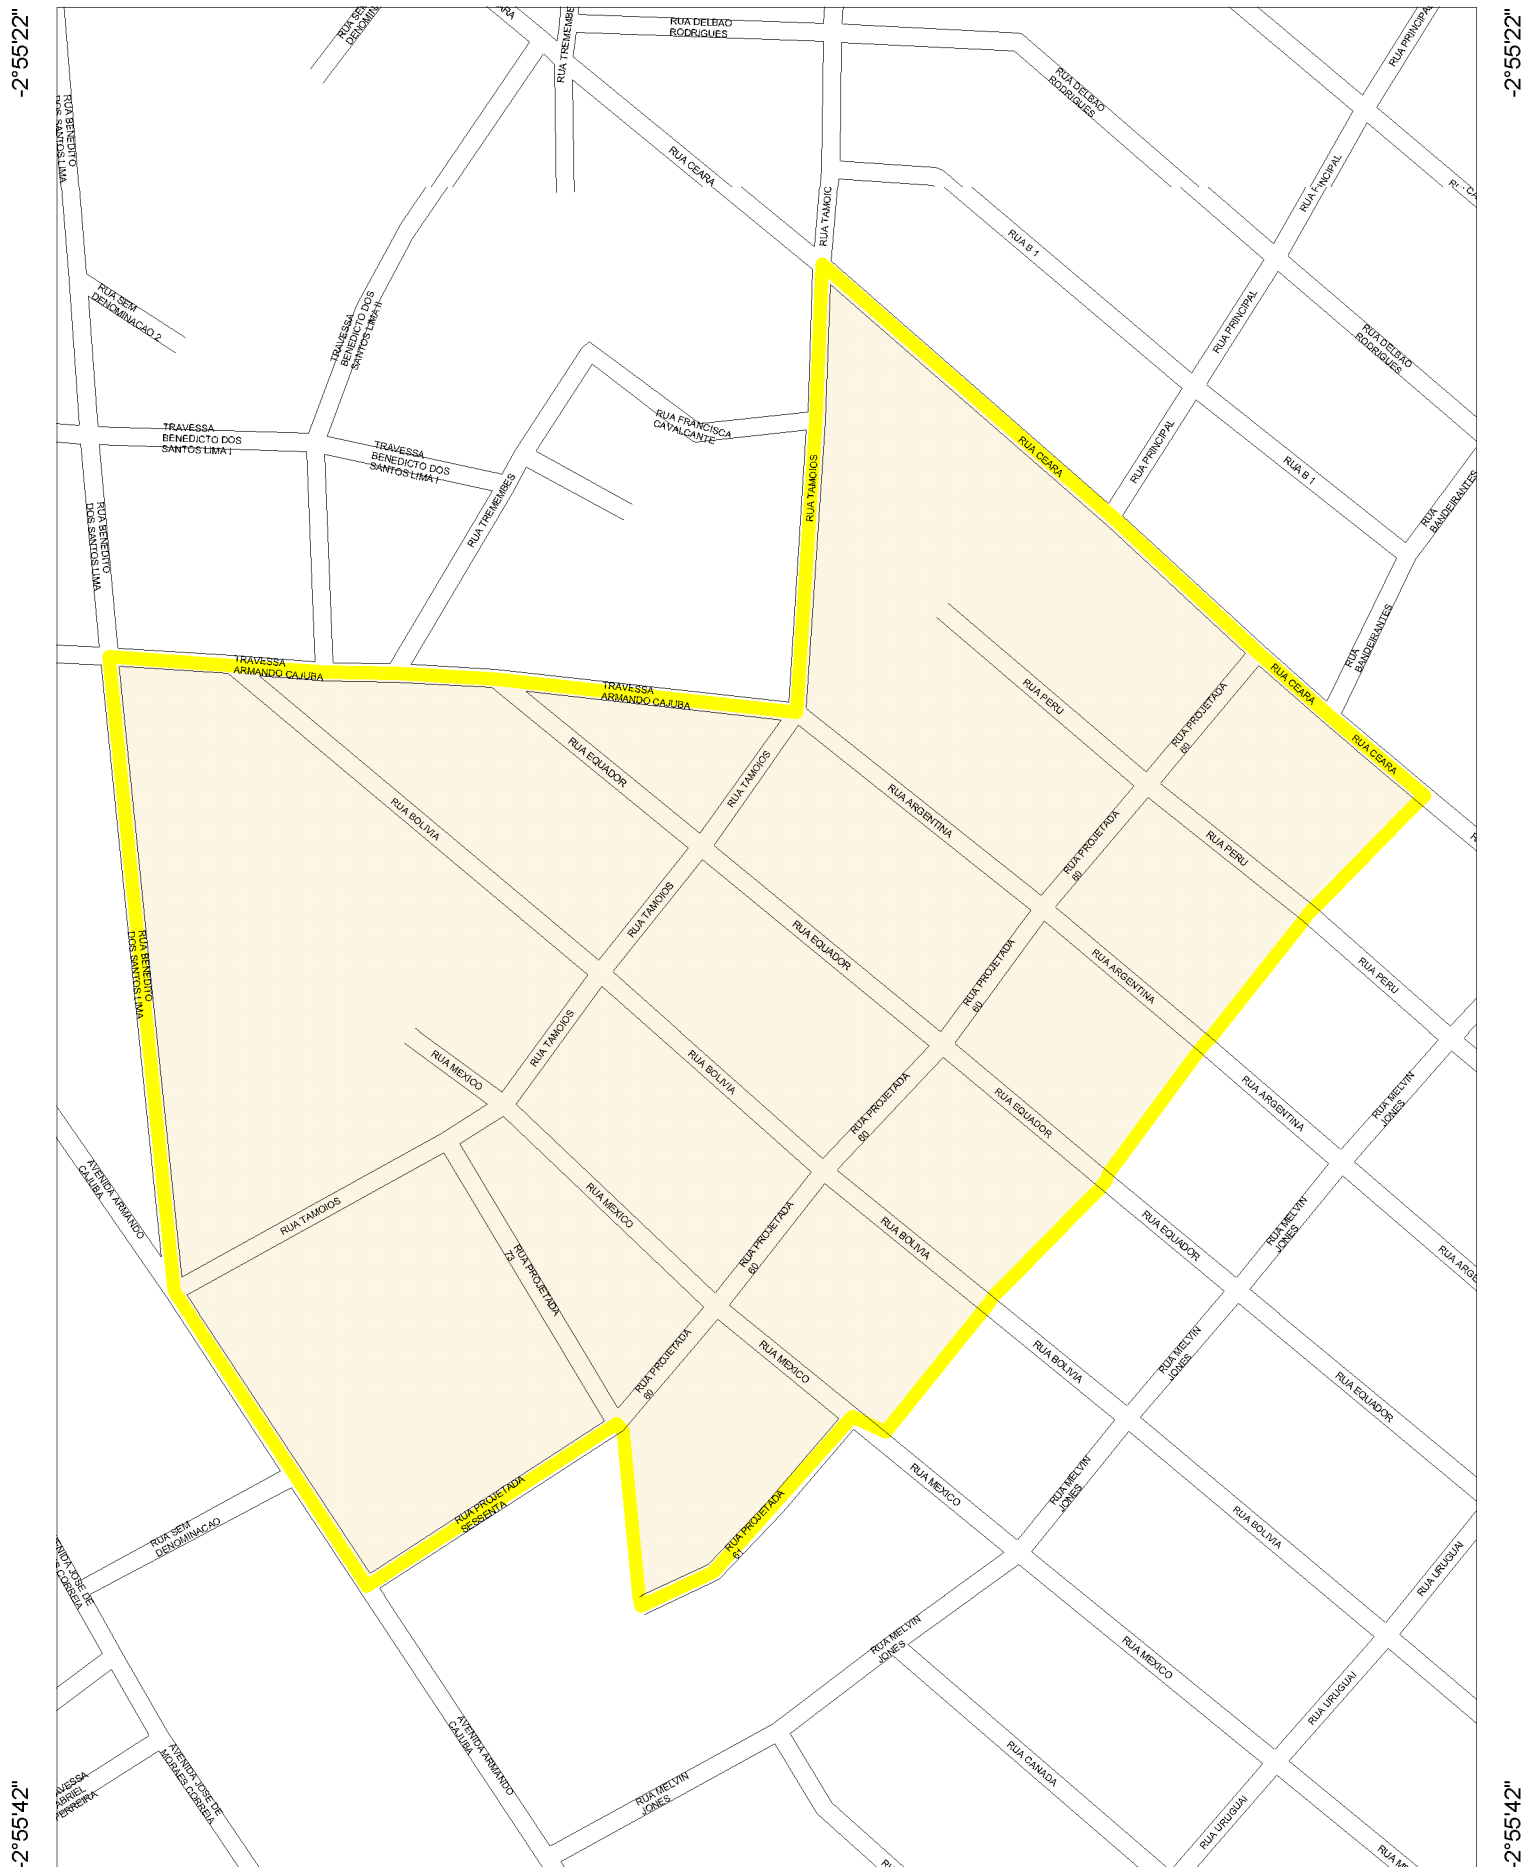 -2°55'22"
-2°55'22"
RUA TREMEMBE
RUA DELBAO
RODRIGUES
RUA DELBAO
RODRIGUES
RUA BENEDITO
DOS SANTOS LIMA
RUA CEARA
RUA PRINCIPAL
RUA TAMOIO
RUA B 1
RUA SEM
DENOMINACAO 2
TRAVESSA
BENEDICTO DOS
SANTOS LIMA II
RUA PRINCIPAL
RUA DELBAO
RODRIGUES
TRAVESSA
BENEDICTO DOS
SANTOS LIMA I
TRAVESSA
BENEDICTO DOS
SANTOS LIMA I
RUA FRANCISCA
CAVALCANTE
RUA CEARA
RUA PRINCIPAL
RUA B 1
RUA
BANDEIRANTES
RUA TREMEMBES
RUA TAMOIOS
RUA BENEDITO
DOS SANTOS LIMA
RUA
BANDEIRANTES
TRAVESSA
ARMANDO CAJUBA
TRAVESSA
ARMANDO CAJUBA
RUA PERU
RUA PROJETADA
60
RUA CEARA
RUA CEARA
RUA EQUADOR
RUA TAMOIOS
RUA BOLIVIA
RUA ARGENTINA
RUA PROJETADA
60
RUA PERU
RUA TAMOIOS
RUA EQUADOR
RUA BENEDITO
DOS SANTOS LIMA
RUA PROJETADA
60
RUA ARGENTINA
RUA PERU
RUA TAMOIOS
RUA MEXICO
RUA BOLIVIA
RUA PROJETADA
60
RUA EQUADOR
RUA ARGENTINA
RUA MELVIN
JONES
AVENIDA ARMANDO
CAJUBA
RUA TAMOIOS
RUA MEXICO
RUA PROJETADA
60
RUA BOLIVIA
RUA EQUADOR
RUA MELVIN
JONES
RUA ARGE
RUA PROJETADA
73
RUA PROJETADA
60
RUA MEXICO
RUA BOLIVIA
RUA MELVIN
JONES
RUA EQUADOR
RUA PROJETADA
SESSENTA
RUA MEXICO
RUA MELVIN
JONES
RUA SEM
DENOMINACAO
RUA PROJETADA
61
RUA BOLIVIA
RUA URUGUAI
RUA MELVIN
JONES
RUA MEXICO
RUA URUGUAI
AVENIDA ARMANDO
CAJUBA
RUA CANADA
RUA MELVIN
JONES
AVENIDA JOSE DE
MORAES CORREIA
RUA URUGUAI
-2°55'42"
-2°55'42"